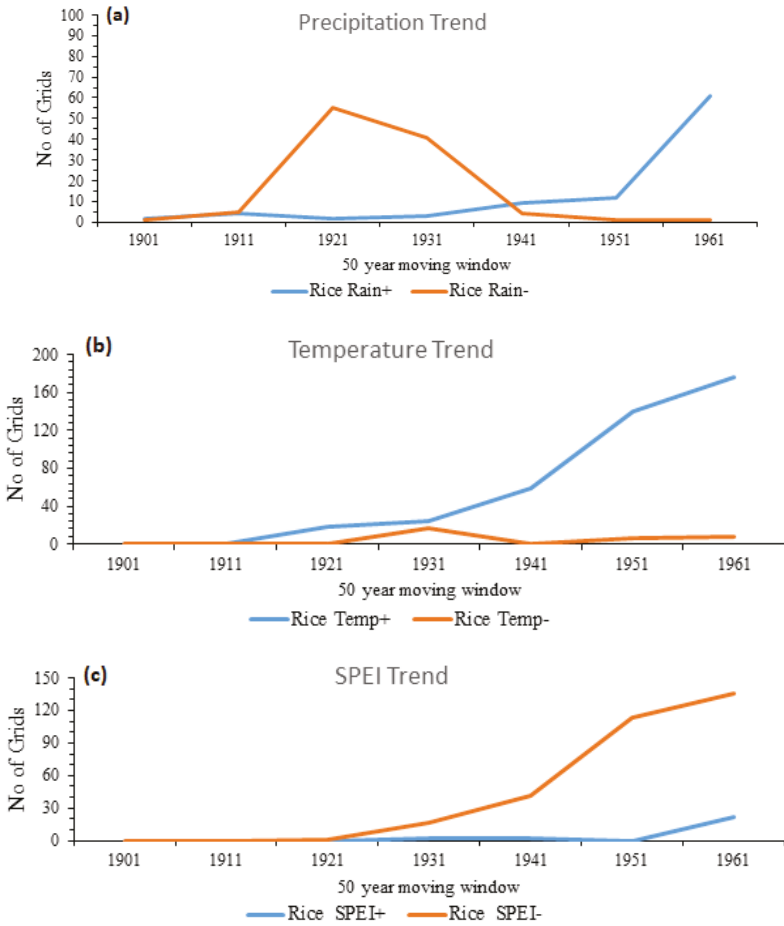 (a)
Precipitation Trend
No of Grids
100
90
80
70
60
50
40
30
20
10
0
1901 1911 1921 1931 1941 1951 1961
50 year moving window
Rice Rain+ Rice Rain-
(b)
Temperature Trend
No of Grids
200
160
120
80
40
0
1901 1911 1921 1931 1941 1951 1961
50 year moving window
Rice Temp+ Rice Temp-
(c)
SPEI Trend
No of Grids
150
120
90
60
30
0
1901 1911 1921 1931 1941 1951 1961
50 year moving window
Rice SPEI+ Rice SPEI-